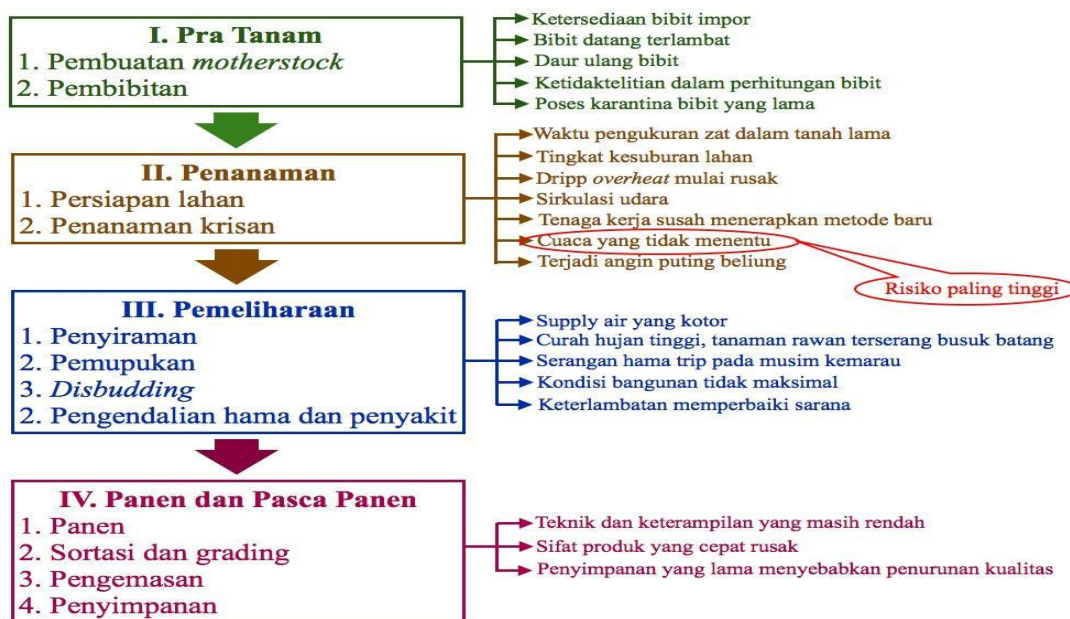 I. Pra Tanam
1. Pembuatan motherstock
2. Pembibitan
Ketersediaan bibit impor
Bibit datang terlambat
Daur ulang bibit
Ketidaktelitian dalam perhitungan bibit
Poses karantina bibit yang lama
II. Penanaman
1. Persiapan lahan
2. Penanaman krisan
Waktu pengukuran zat dalam tanah lama
Tingkat kesuburan lahan
Dripp overheat mulai rusak
Sirkulasi udara
Tenaga kerja susah menerapkan metode baru
Cuaca yang tidak menentu
Terjadi angin puting beliung
Risiko paling tinggi
III. Pemeliharaan
1. Penyiraman
2. Pemupukan
3. Disbudding
2. Pengendalian hama dan penyakit
Supply air yang kotor
Curah hujan tinggi, tanaman rawan terserang busuk batang
Serangan hama trip pada musim kemarau
Kondisi bangunan tidak maksimal
Keterlambatan memperbaiki sarana
IV. Panen dan Pasca Panen
1. Panen
2. Sortasi dan grading
3. Pengemasan
4. Penyimpanan
Teknik dan keterampilan yang masih rendah
Sifat produk yang cepat rusak
Penyimpanan yang lama menyebabkan penurunan kualitas